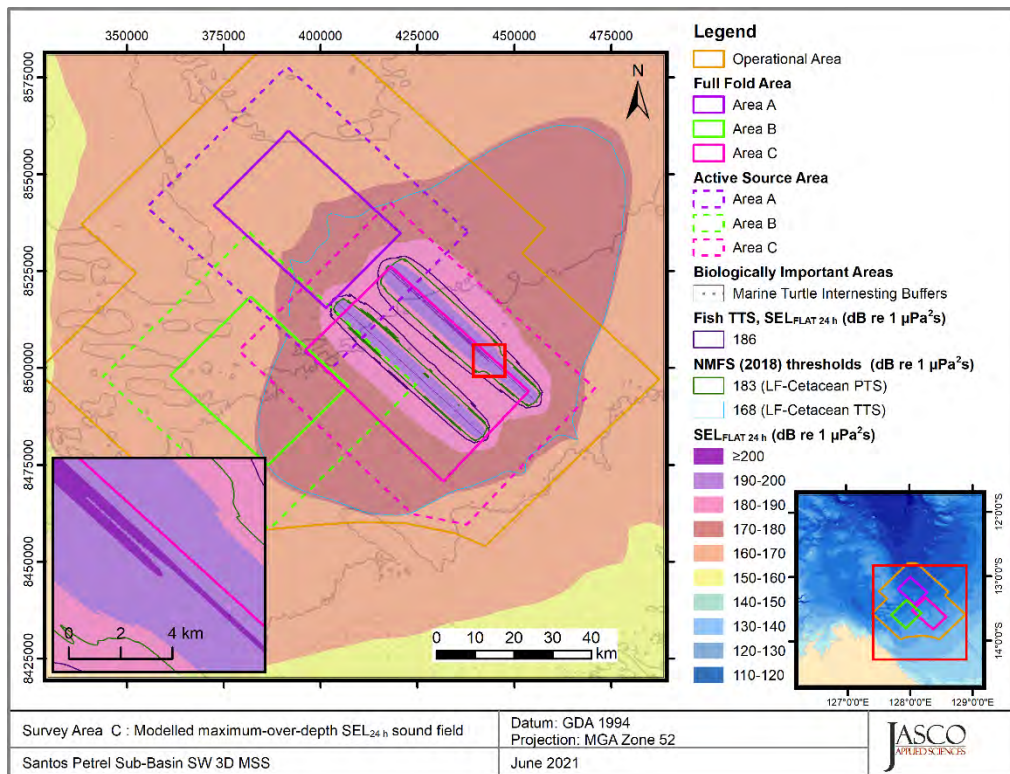 350000 375000 400000 425000 450000 475000
8575000
8550000
8525000
8500000
8475000
8450000
8425000
N
0 2 4 km
0 10 20 30 40
km
Legend
Operational Area
Full Fold Area
Area A
Area B
Area C
Active Source Area
Area A
Area B
Area C
Biologically Important Areas
Marine Turtle Internesting Buffers
Fish TTS, SEL_FLAT 24 h (dB re 1 µPa²s)
186
NMFS (2018) thresholds (dB re 1 µPa²s)
183 (LF-Cetacean PTS)
168 (LF-Cetacean TTS)
SEL_FLAT 24 h (dB re 1 µPa²s)
≥200
190-200
180-190
170-180
160-170
150-160
140-150
130-140
120-130
110-120
12°0'0"S
13°0'0"S
14°0'0"S
127°0'0"E 128°0'0"E 129°0'0"E
Survey Area C : Modelled maximum-over-depth SEL_24 h sound field
Datum: GDA 1994
Projection: MGA Zone 52
Santos Petrel Sub-Basin SW 3D MSS
June 2021
JASCO
APPLIED SCIENCES